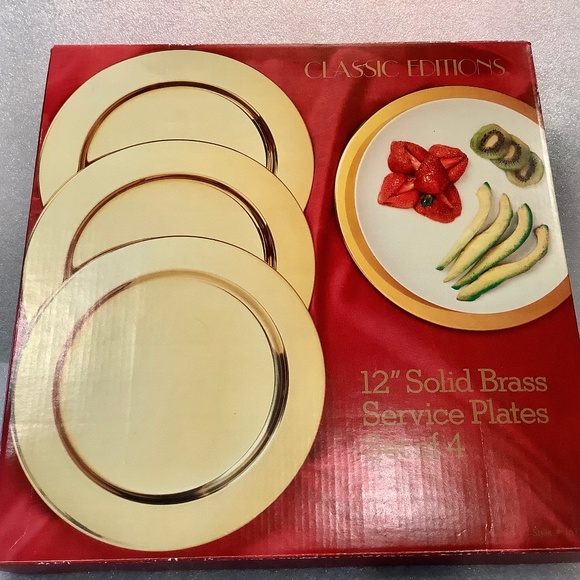 CLASSIC EDITIONS
12" Solid Brass
Service Plates
Set of 4